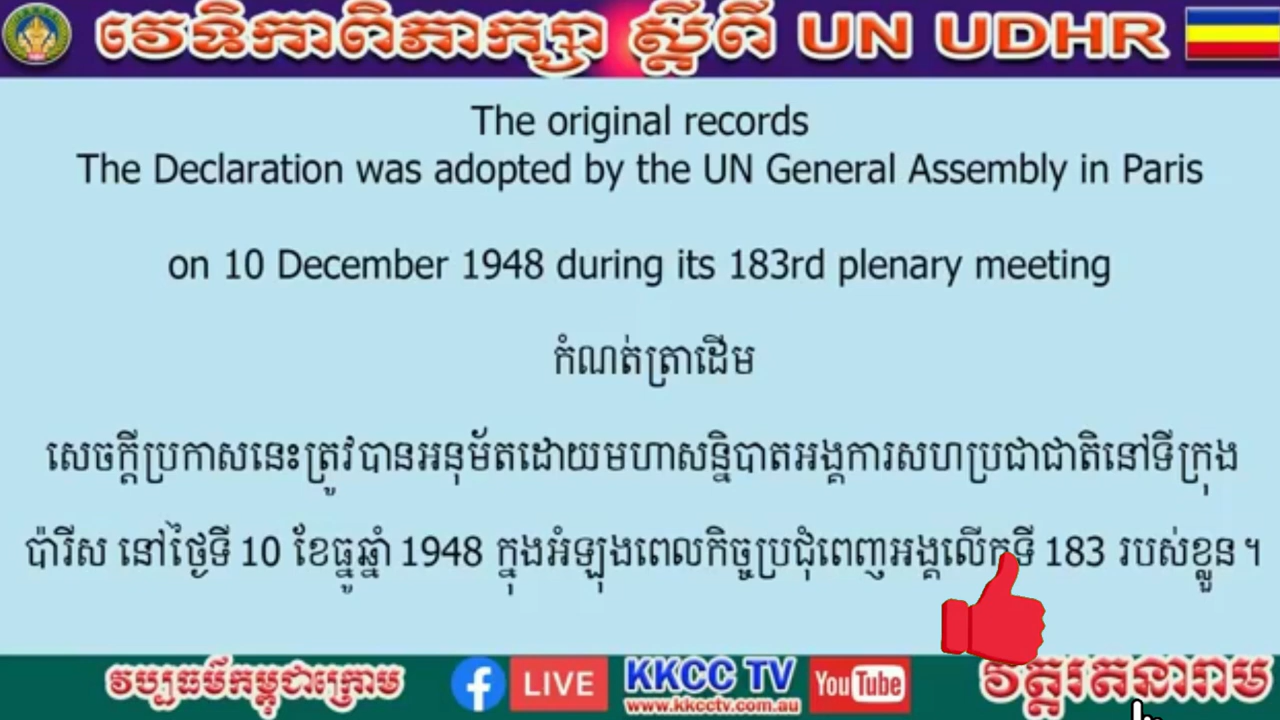 វេទិកាពិភាក្សា ស្តីពី UN UDHR
The original records
The Declaration was adopted by the UN General Assembly in Paris
on 10 December 1948 during its 183rd plenary meeting
កំណត់ត្រាដើម
សេចក្តីប្រកាសនេះត្រូវបានអនុម័តដោយមហាសន្និបាតអង្គការសហប្រជាជាតិនៅទីក្រុង
ប៉ារីស នៅថ្ងៃទី 10 ខែធ្នូឆ្នាំ 1948 ក្នុងអំឡុងពេលកិច្ចប្រជុំពេញអង្គលើកទី 183 របស់ខ្លួន។
វប្បធម៍កម្ពុជាក្រោម
LIVE
KKCC TV
www.kkcctv.com.au
YouTube
វត្តរតនារាម